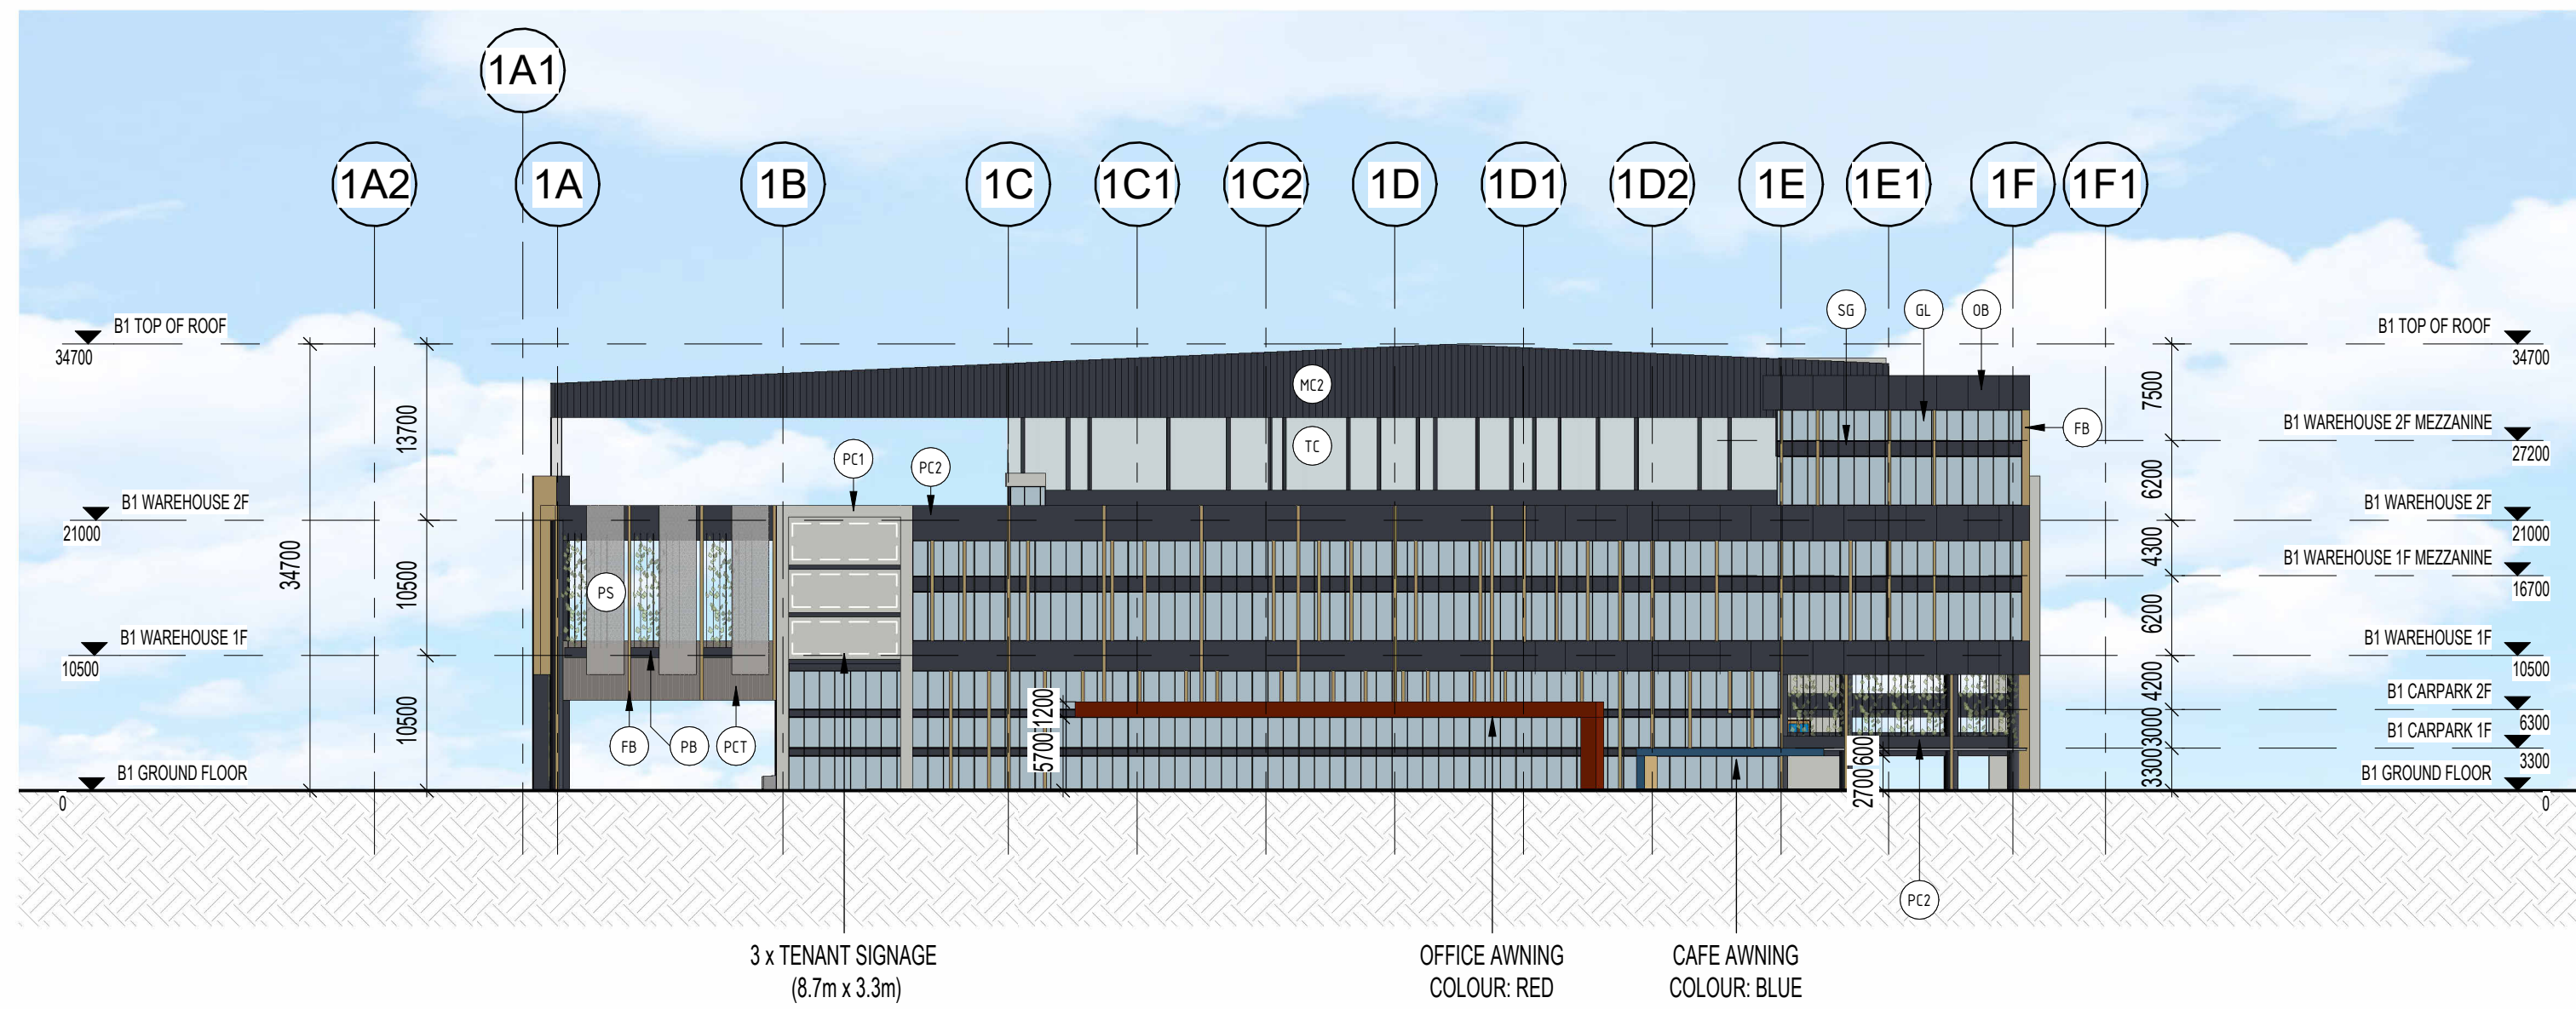 1A1
1A2
1A
1B
1C
1C1
1C2
1D
1D1
1D2
1E
1E1
1F
1F1
SG
GL
OB
B1 TOP OF ROOF
34700
B1 TOP OF ROOF
34700
MC2
7500
13700
B1 WAREHOUSE 2F MEZZANINE
27200
FB
TC
PC1
PC2
6200
B1 WAREHOUSE 2F
21000
B1 WAREHOUSE 2F
21000
34700
10500
4300
B1 WAREHOUSE 1F MEZZANINE
16700
PS
6200
B1 WAREHOUSE 1F
10500
B1 WAREHOUSE 1F
10500
4200
B1 CARPARK 2F
6300
1200
5700
10500
3000
B1 CARPARK 1F
3300
FB
PB
PCT
600
2700
3300
B1 GROUND FLOOR
0
B1 GROUND FLOOR
0
PC2
3 x TENANT SIGNAGE
(8.7m x 3.3m)
OFFICE AWNING
COLOUR: RED
CAFE AWNING
COLOUR: BLUE